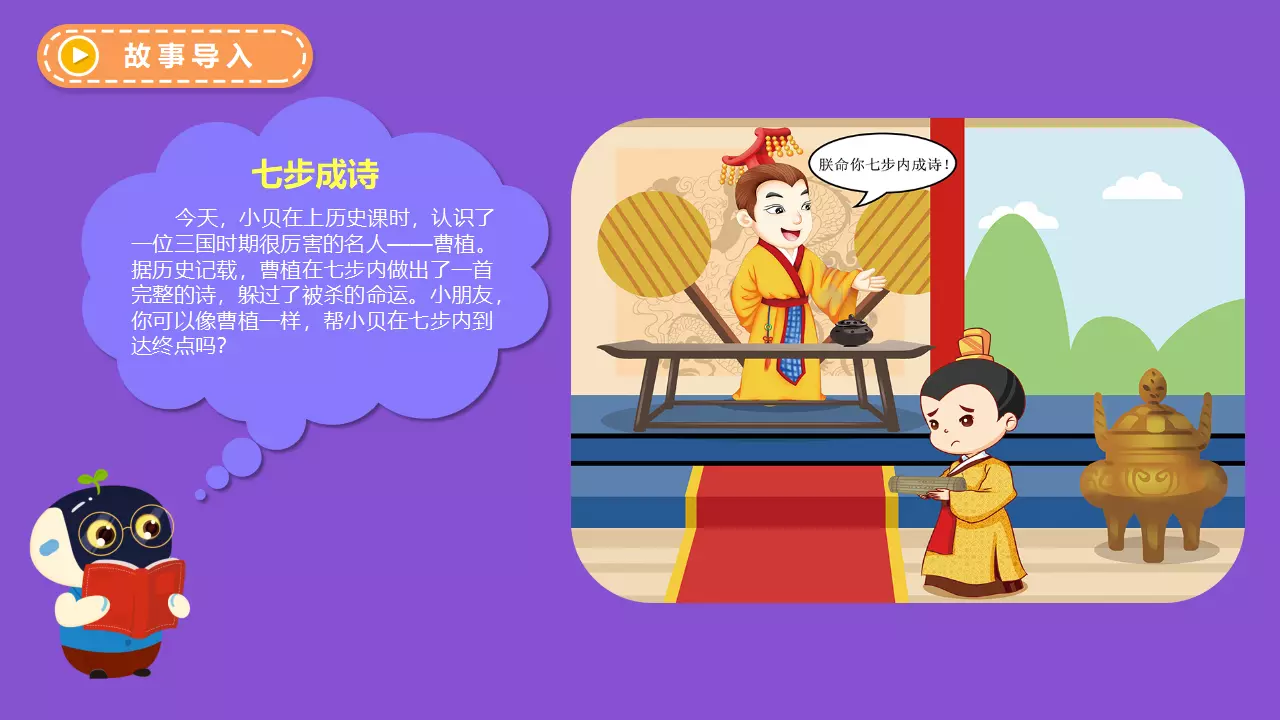 故事导入
七步成诗
今天，小贝在上历史课时，认识了
一位三国时期很厉害的名人——曹植。
据历史记载，曹植在七步内做出了一首
完整的诗，躲过了被杀的命运。小朋友，
你可以像曹植一样，帮小贝在七步内到
达终点吗?
朕命你七步内成诗！